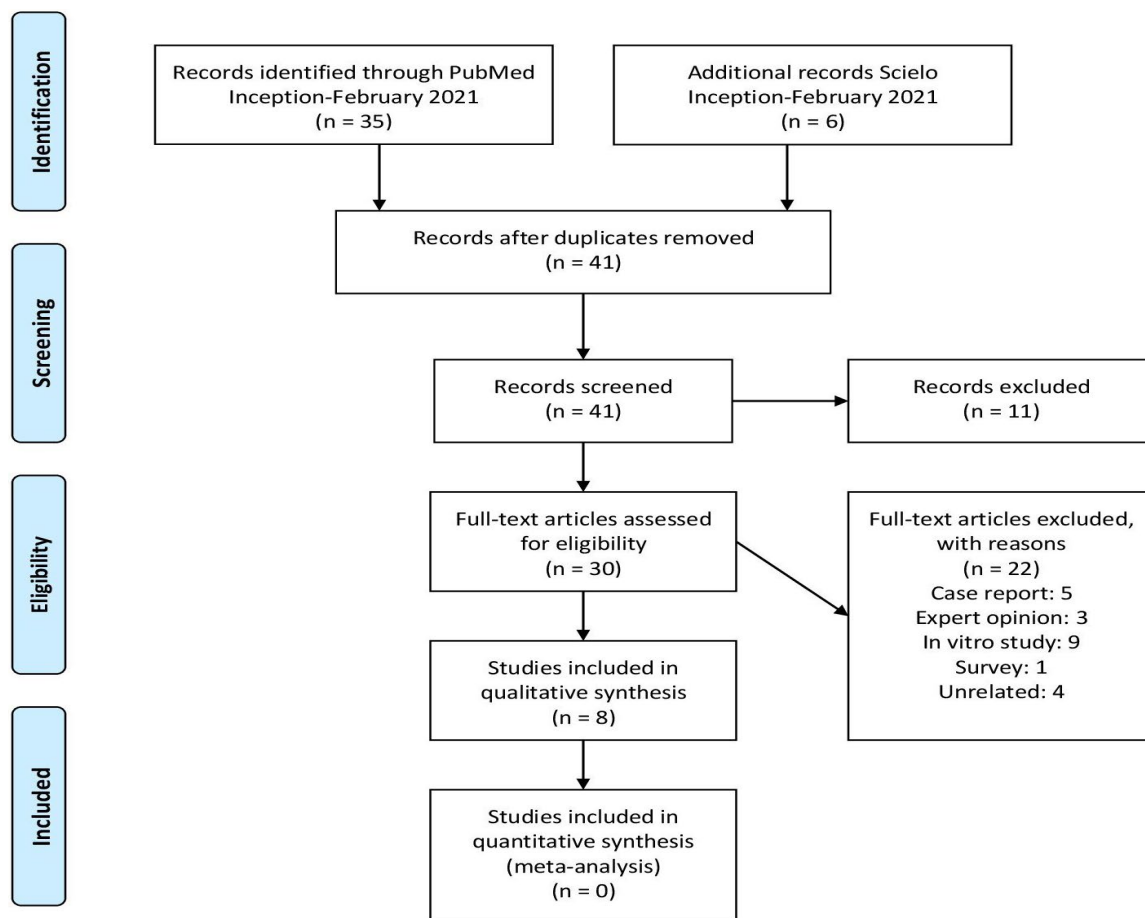 Identification
Records identified through PubMed
Inception-February 2021
(n = 35)
Additional records Scielo
Inception-February 2021
(n = 6)
Records after duplicates removed
(n = 41)
Screening
Records screened
(n = 41)
Records excluded
(n = 11)
Eligibility
Full-text articles assessed
for eligibility
(n = 30)
Full-text articles excluded,
with reasons
(n = 22)
Case report: 5
Expert opinion: 3
In vitro study: 9
Survey: 1
Unrelated: 4
Studies included in
qualitative synthesis
(n = 8)
Included
Studies included in
quantitative synthesis
(meta-analysis)
(n = 0)